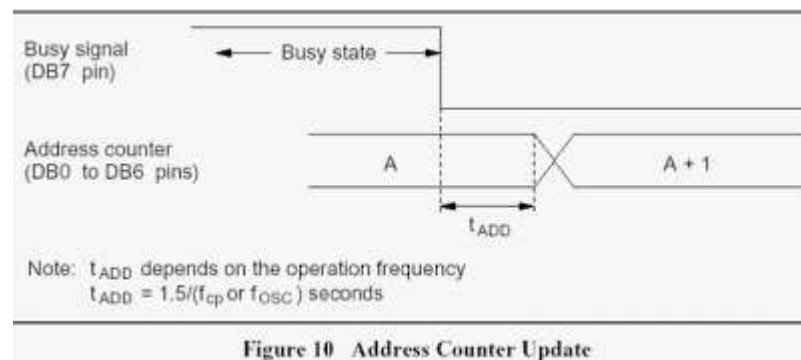 Busy signal
(DB7 pin)
Busy state
Address counter
(DB0 to DB6 pins)
A
A + 1
tADD
Note: tADD depends on the operation frequency
tADD = 1.5/(fcp or fOSC) seconds
Figure 10 Address Counter Update